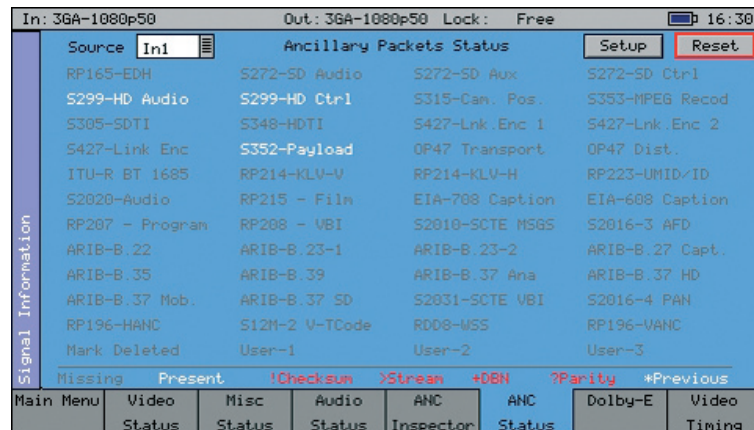 In: 3GA-1080p50 Out: 3GA-1080p50 Lock: Free 16:30
Source In1 Ancillary Packets Status Setup Reset
RP165-EDH S272-SD Audio S272-SD Aux S272-SD Ctrl
S299-HD Audio S299-HD Ctrl S315-Cam. Pos. S353-MPEG Recod
S305-SDTI S348-HDTI S427-Lnk.Enc 1 S427-Lnk.Enc 2
S427-Link Enc S352-Payload OP47 Transport OP47 Dist.
ITU-R BT 1685 RP214-KLV-V RP214-KLV-H RP223-UMID/ID
S2020-Audio RP215 - Film EIA-708 Caption EIA-608 Caption
RP207 - Program RP208 - VBI S2010-SCTE MSGS S2016-3 AFD
ARIB-B.22 ARIB-B.23-1 ARIB-B.23-2 ARIB-B.27 Capt.
ARIB-B.35 ARIB-B.39 ARIB-B.37 Ana ARIB-B.37 HD
ARIB-B.37 Mob. ARIB-B.37 SD S2031-SCTE VBI S2016-4 PAN
RP196-HANC S12M-2 V-TCode RDD8-WSS RP196-VANC
Mark Deleted User-1 User-2 User-3
Missing Present !Checksum >Stream +DBN ?Parity *Previous
Signal Information
Main Menu Video Status Misc Status Audio Status ANC Inspector ANC Status Dolby-E Video Timing